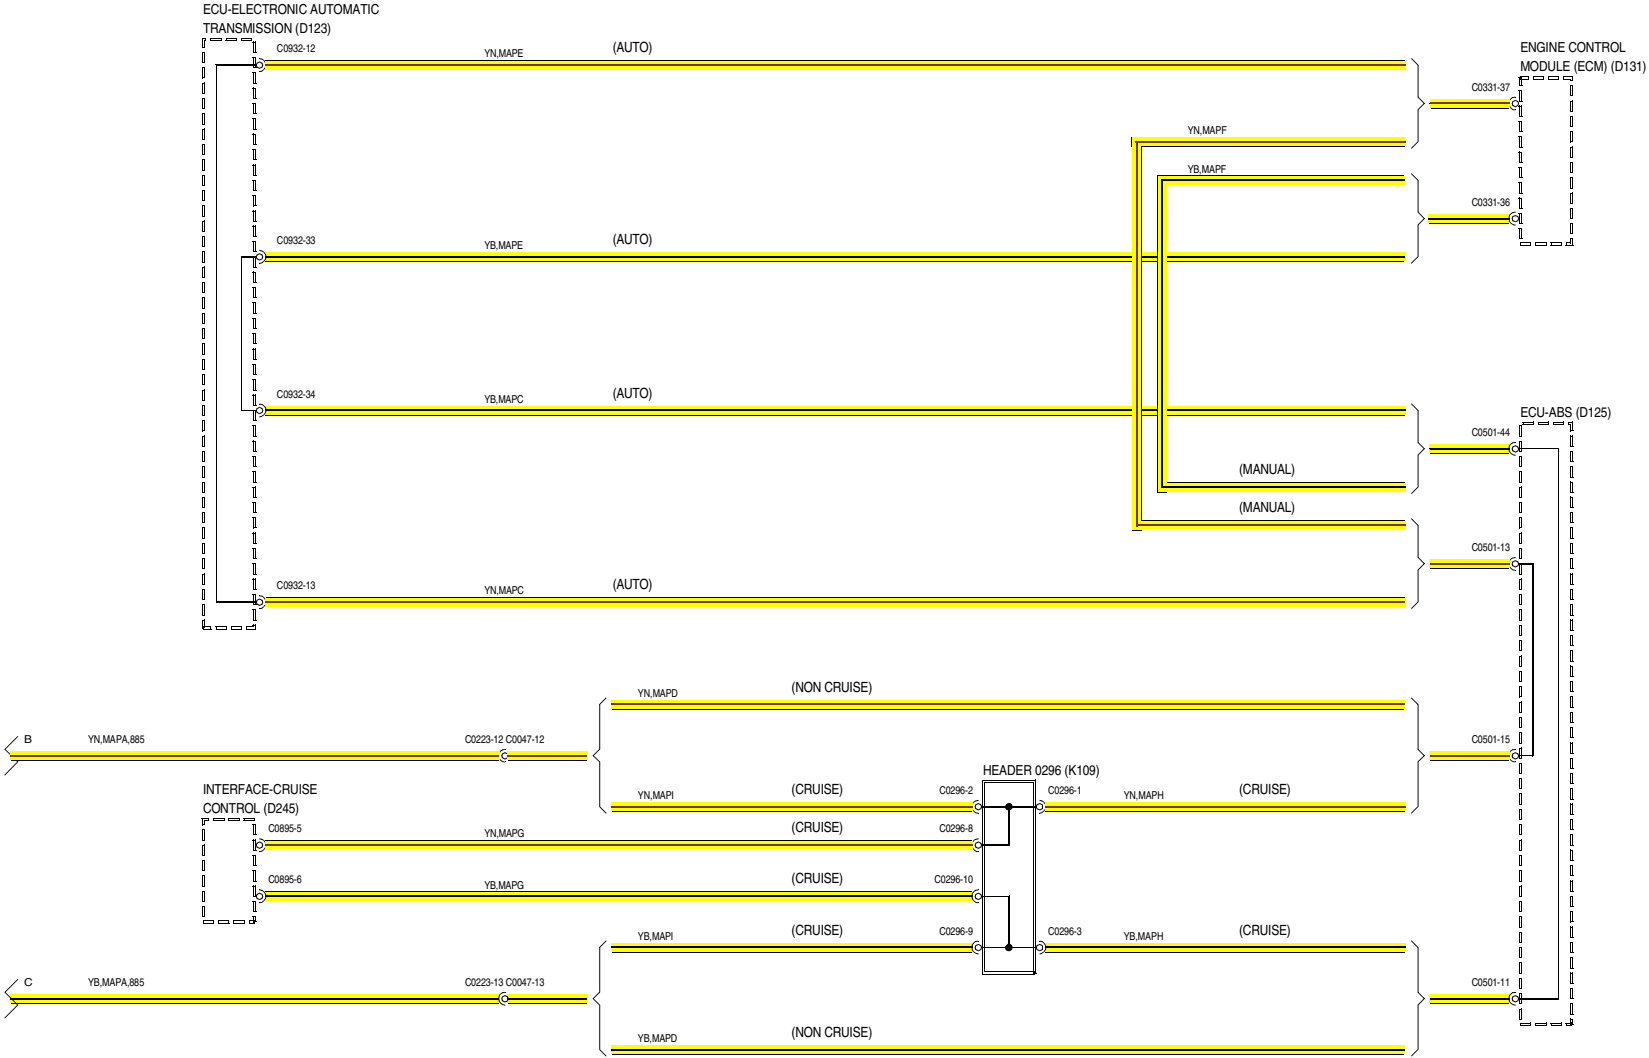 ECU-ELECTRONIC AUTOMATIC
TRANSMISSION (D123)
C0932-12
YN,MAPE
(AUTO)
ENGINE CONTROL
MODULE (ECM) (D131)
C0331-37
YN,MAPF
YB,MAPF
C0331-36
C0932-33
YB,MAPE
(AUTO)
C0932-34
YB,MAPC
(AUTO)
ECU-ABS (D125)
C0501-44
(MANUAL)
(MANUAL)
C0501-13
C0932-13
YN,MAPC
(AUTO)
YN,MAPD
(NON CRUISE)
B
YN,MAPA,885
C0223-12 C0047-12
C0501-15
HEADER 0296 (K109)
INTERFACE-CRUISE
CONTROL (D245)
YN,MAPI
(CRUISE)
C0296-2
C0296-1
YN,MAPH
(CRUISE)
C0895-5
YN,MAPG
(CRUISE)
C0296-8
C0895-6
YB,MAPG
(CRUISE)
C0296-10
YB,MAPI
(CRUISE)
C0296-9
C0296-3
YB,MAPH
(CRUISE)
C
YB,MAPA,885
C0223-13 C0047-13
C0501-11
YB,MAPD
(NON CRUISE)